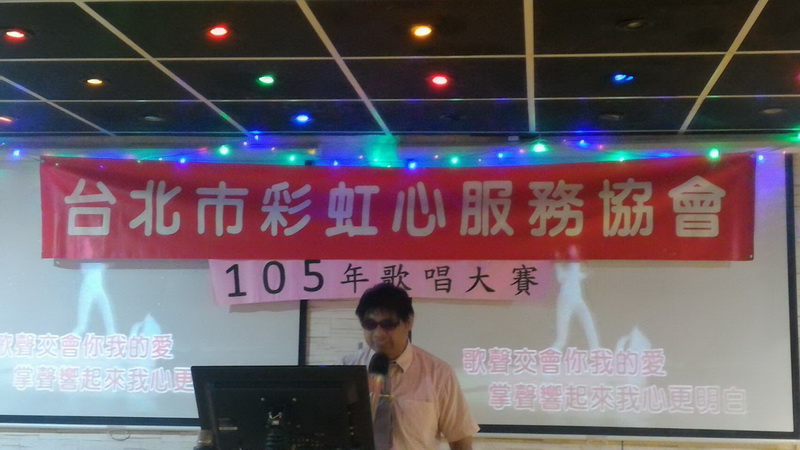 台北市彩虹心服務協會
105年歌唱大賽
歌聲交會你我的愛
掌聲響起來我心更
歌聲交會你我的愛
掌聲響起來我心更明白